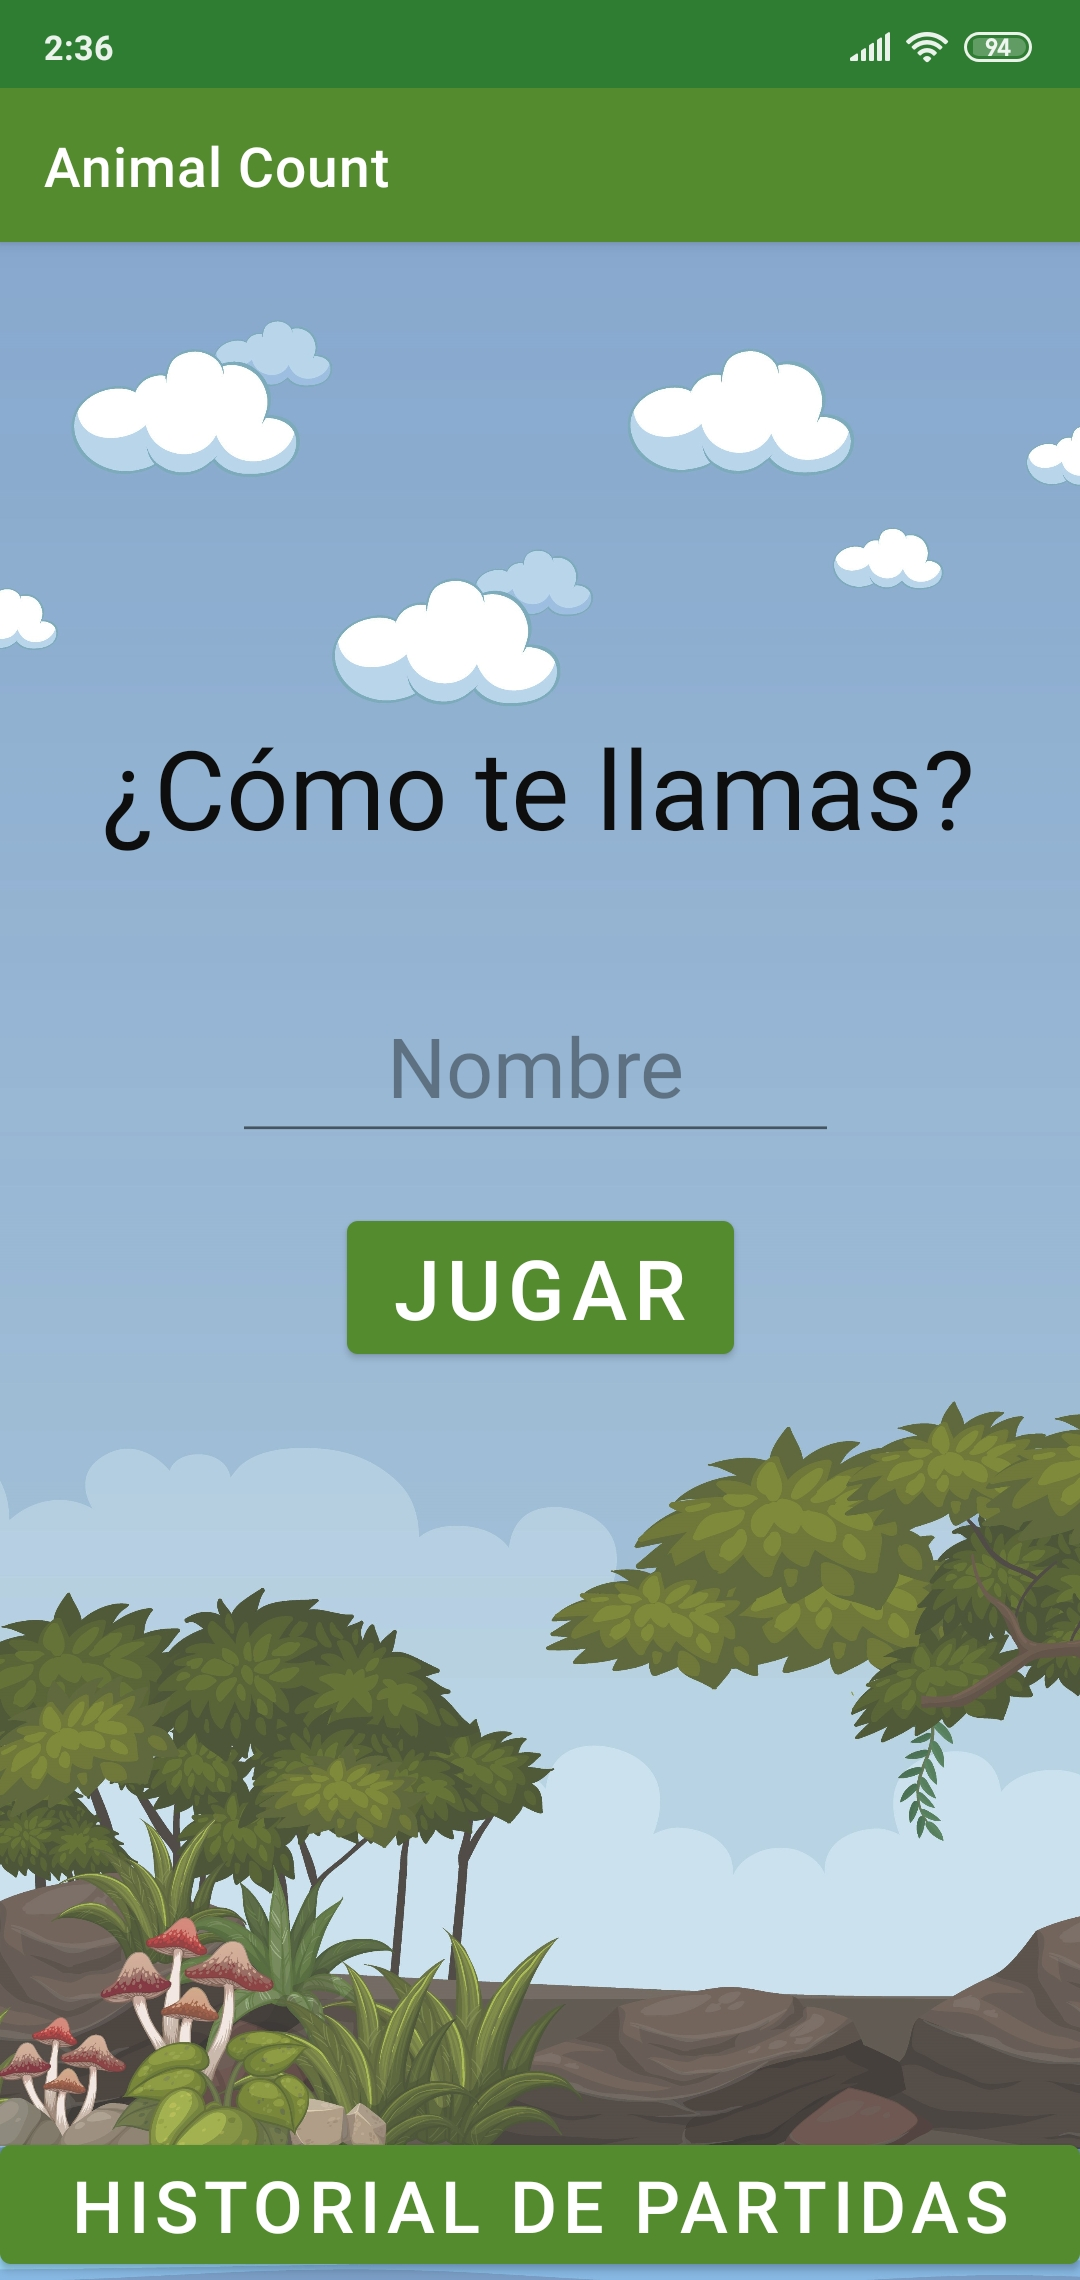 2:36
94
Animal Count
¿Cómo te llamas?
Nombre
JUGAR
HISTORIAL DE PARTIDAS